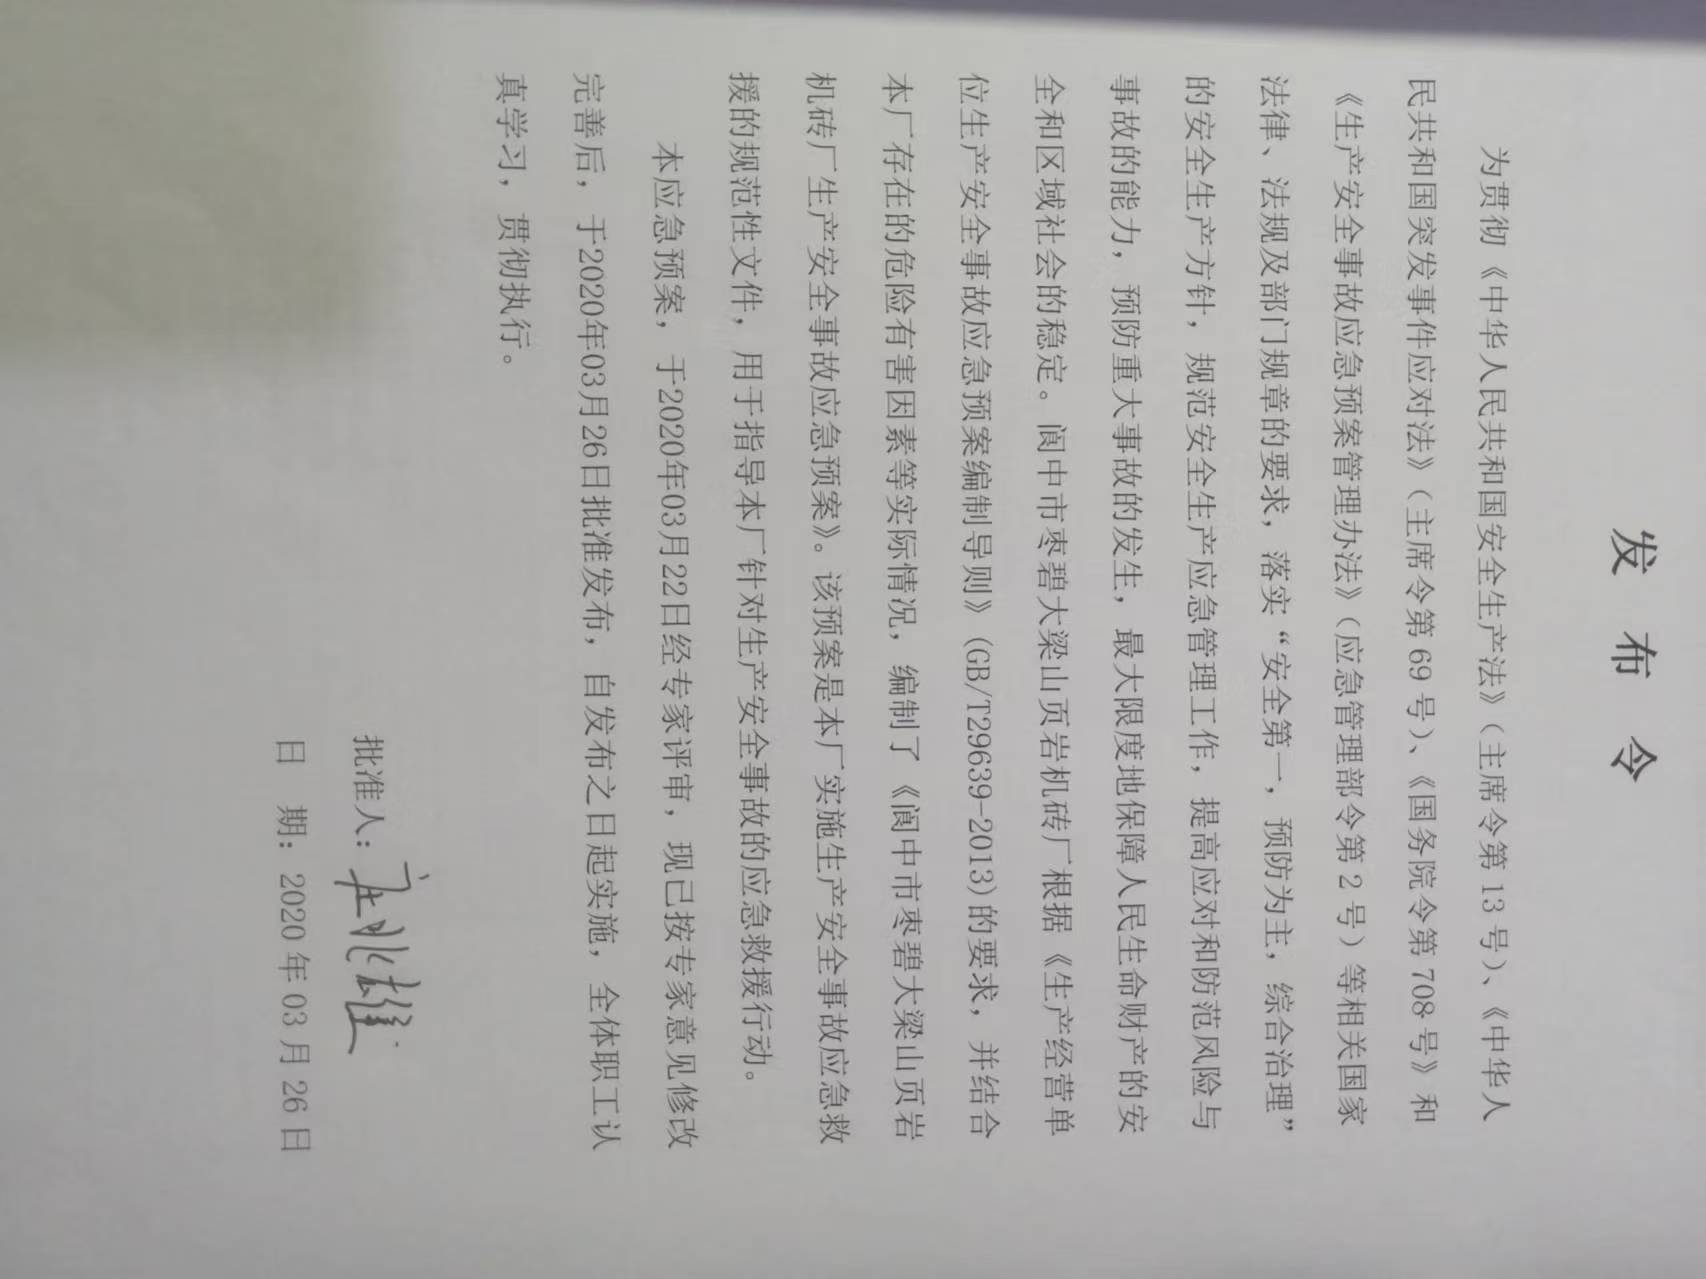 发 布 令
为贯彻《中华人民共和国安全生产法》（主席令第 13 号）、《中华人
民共和国突发事件应对法》（主席令第 69 号）、《国务院令第 708 号》和
《生产安全事故应急预案管理办法》（应急管理部令第 2 号）等相关国家
法律、法规及部门规章的要求，落实“安全第一，预防为主，综合治理”
的安全生产方针，规范安全生产应急管理工作，提高应对和防范风险与
事故的能力，预防重大事故的发生，最大限度地保障人民生命财产的安
全和区域社会的稳定。阆中市枣碧大梁山页岩机砖厂根据《生产经营单
位生产安全事故应急预案编制导则》（GB/T29639-2013)的要求，并结合
本厂存在的危险有害因素等实际情况，编制了《阆中市枣碧大梁山页岩
机砖厂生产安全事故应急预案》。该预案是本厂实施生产安全事故应急救
援的规范性文件，用于指导本厂针对生产安全事故的应急救援行动。
本应急预案，于2020年03月22日经专家评审，现已按专家意见修改
完善后，于2020年03月26日批准发布，自发布之日起实施，全体职工认
真学习，贯彻执行。
批准人：
日 期：2020 年 03 月 26 日